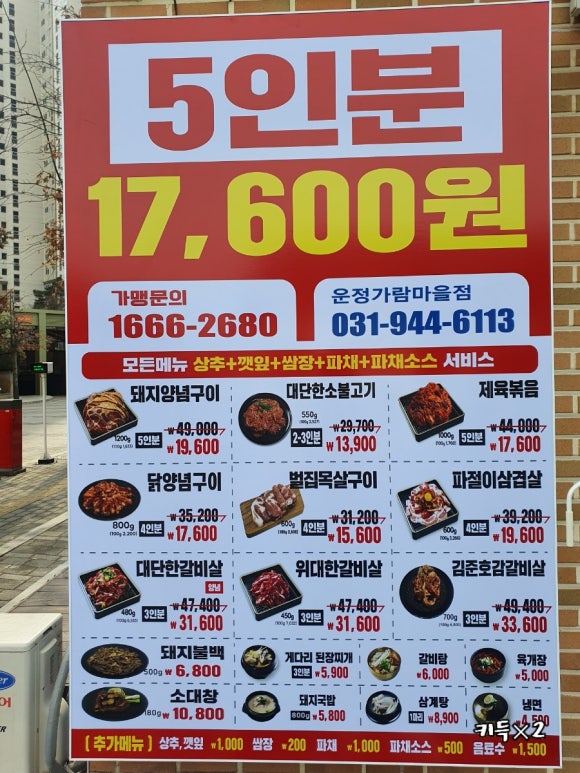 5인분
17,600원
가맹문의
1666-2680
운정가람마을점
031-944-6113
모든메뉴 상추+깻잎+쌈장+파채+파채소스 서비스
돼지양념구이
₩49,000
1200g 5인분 ₩19,600
대단한소불고기
550g
₩29,700
2-3인분 ₩13,900
제육볶음
₩44,000
1000g 5인분 ₩17,600
닭양념구이
₩35,200
800g 4인분 ₩17,600
벌집목살구이
₩31,200
600g 4인분 ₩15,600
파절이삼겹살
₩39,200
600g 4인분 ₩19,600
대단한갈비살
양념
₩47,400
480g 3인분 ₩31,600
위대한갈비살
₩47,400
450g 3인분 ₩31,600
김준호감갈비살
₩49,400
700g 3인분 ₩33,600
돼지불백
500g ₩6,800
게다리 된장찌개
3인분 ₩5,900
갈비탕
₩6,000
육개장
₩5,000
소대창
180g ₩10,800
돼지국밥
800g ₩5,800
삼계탕
1마리 ₩8,900
냉면
₩4,500
키득x2
(추가메뉴) 상추,깻잎 ₩1,000 쌈장 ₩200 파채 ₩1,000 파채소스 ₩500 음료수 ₩1,500